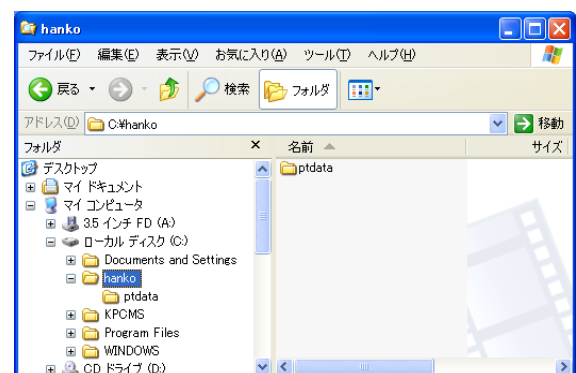 hanko
ファイル(F) 編集(E) 表示(V) お気に入り(A) ツール(T) ヘルプ(H)
戻る 検索 フォルダ
アドレス(D) C:¥hanko 移動
フォルダ × 名前 サイズ
デスクトップ ptdata
マイ ドキュメント
マイ コンピュータ
3.5 インチ FD (A:)
ローカル ディスク (C:)
Documents and Settings
hanko
ptdata
KPCMS
Program Files
WINDOWS
CD ドライブ (D:)